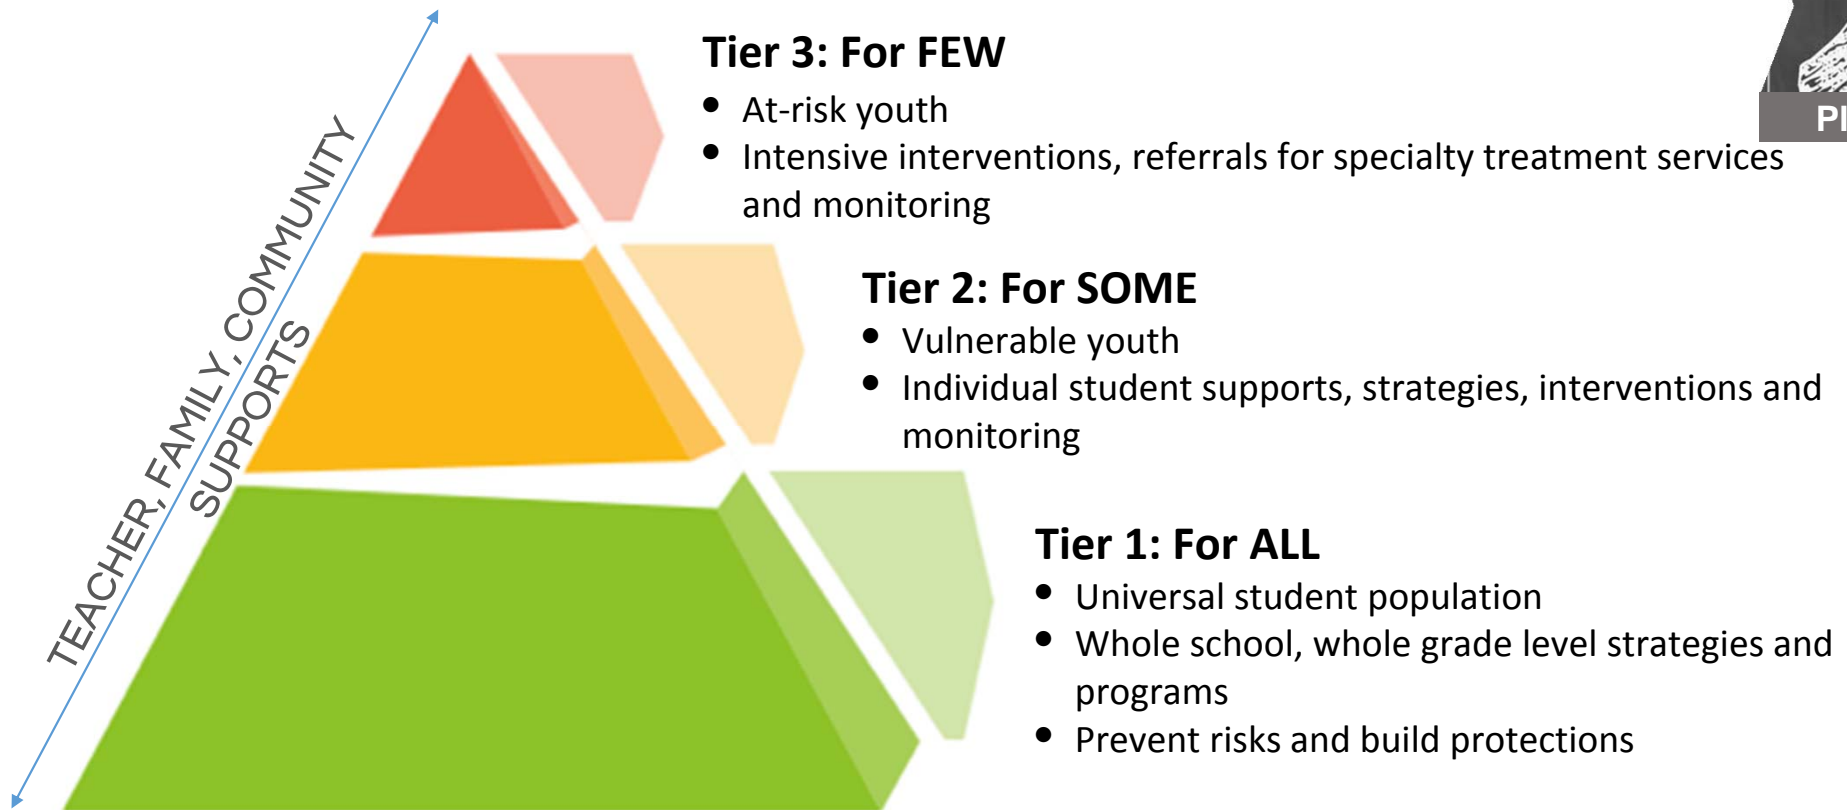 Tier 3: For FEW
• At-risk youth
• Intensive interventions, referrals for specialty treatment services
and monitoring
TEACHER, FAMILY, COMMUNITY
SUPPORTS
Tier 2: For SOME
• Vulnerable youth
• Individual student supports, strategies, interventions and
monitoring
Tier 1: For ALL
• Universal student population
• Whole school, whole grade level strategies and
programs
• Prevent risks and build protections